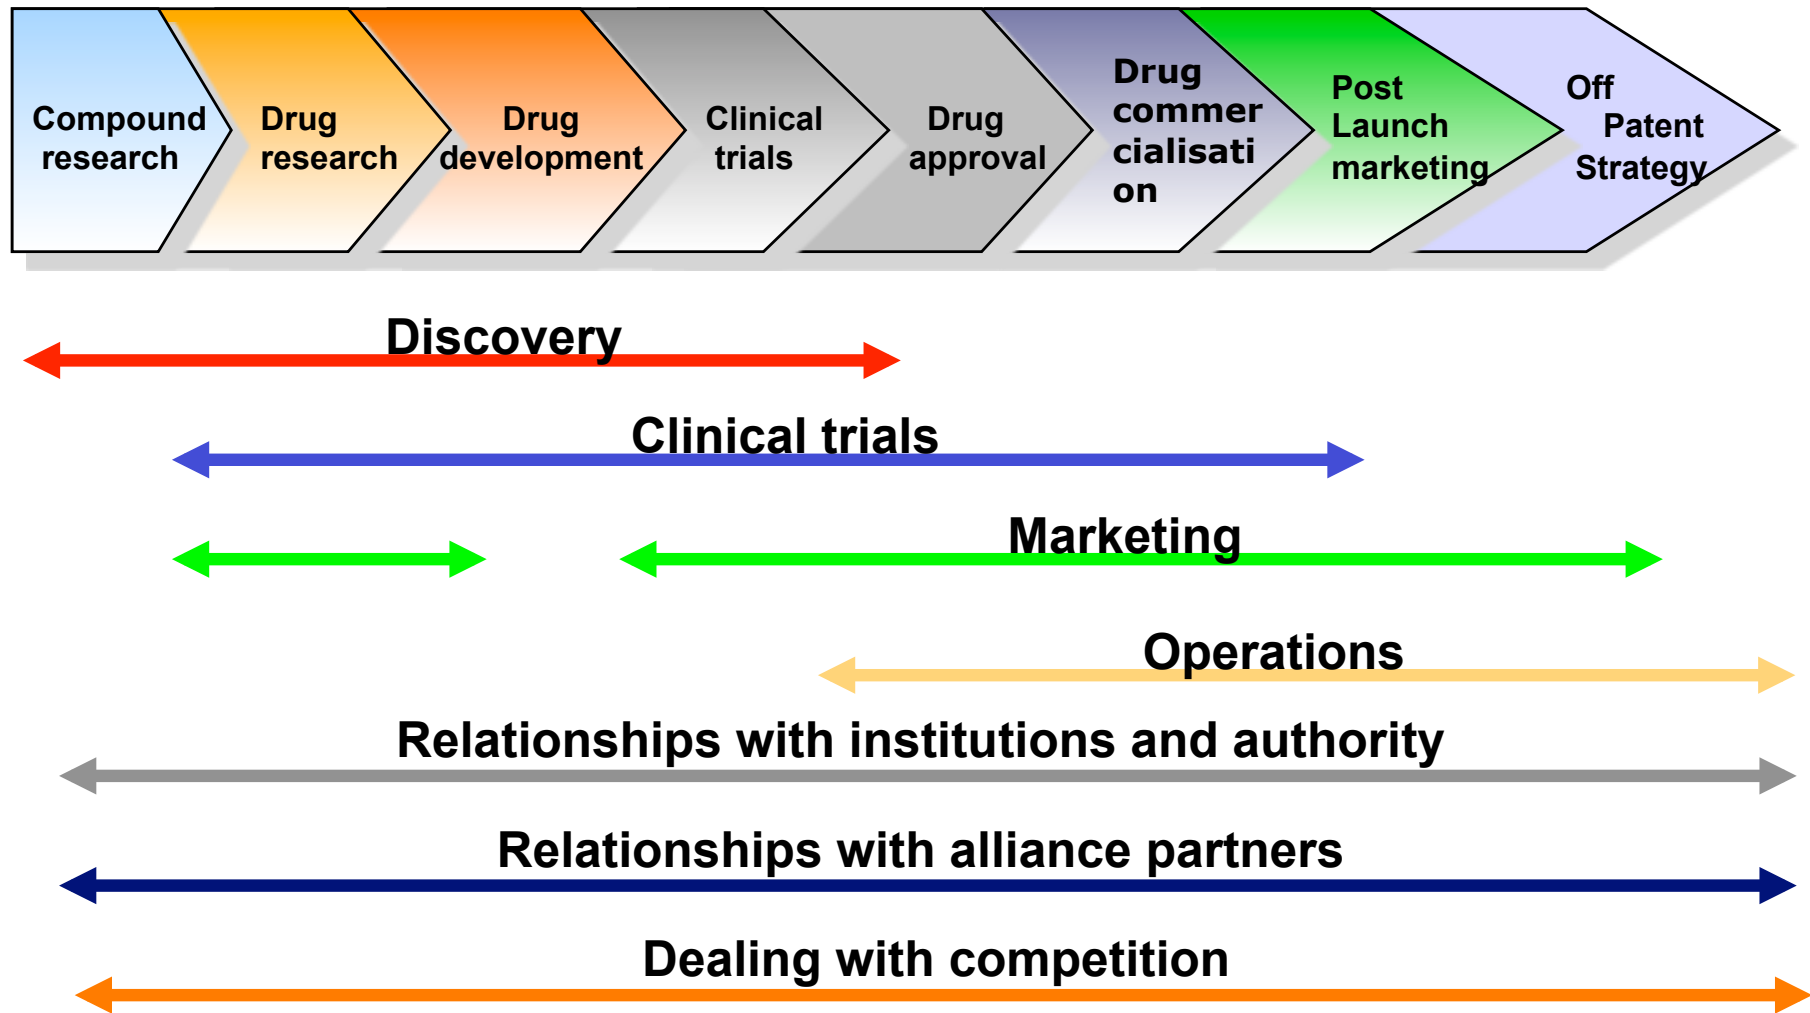 Compound
research
Drug
research
Drug
development
Clinical
trials
Drug
approval
Drug
commer
cialisati
on
Post
Launch
marketing
Off
Patent
Strategy
Discovery
Clinical trials
Marketing
Operations
Relationships with institutions and authority
Relationships with alliance partners
Dealing with competition